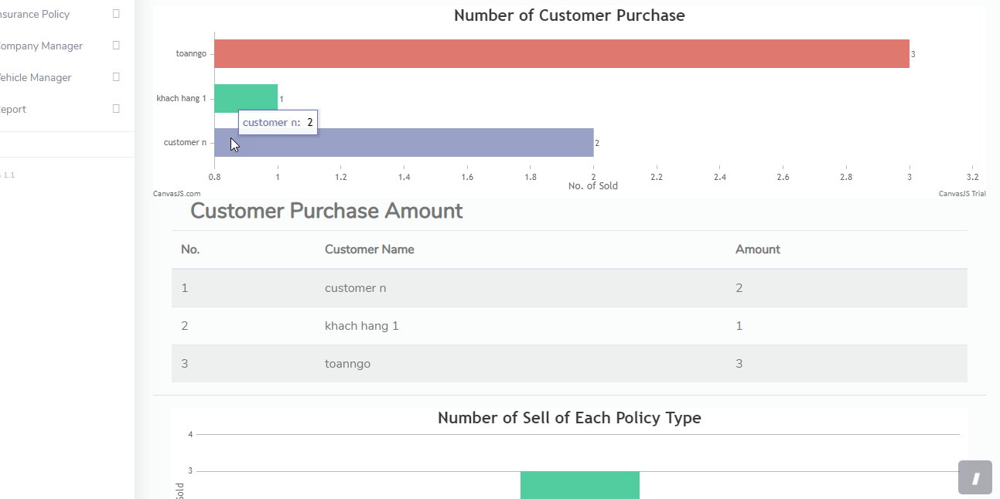 nsurance Policy
ompany Manager
ehicle Manager
eport
1.1
Number of Customer Purchase
toanngo
3
khach hang 1
1
customer n: 2
customer n
2
0.8 1 1.2 1.4 1.6 1.8 2 2.2 2.4 2.6 2.8 3 3.2
No. of Sold
CanvasJS.com
CanvasJS Trial
Customer Purchase Amount
No. Customer Name Amount
1 customer n 2
2 khach hang 1 1
3 toanngo 3
Number of Sell of Each Policy Type
4
3
Sold